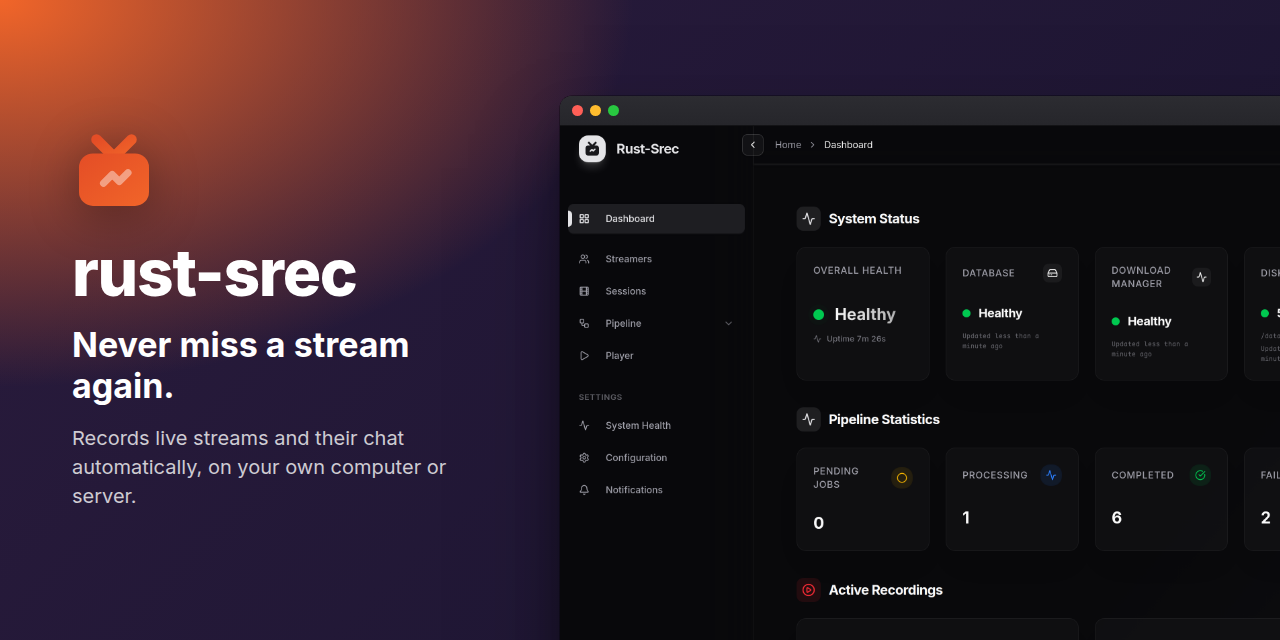 rust-srec
Never miss a stream
again.
Records live streams and their chat
automatically, on your own computer or
server.
Rust-Srec
Home
Dashboard
Dashboard
Streamers
Sessions
Pipeline
Player
SETTINGS
System Health
Configuration
Notifications
System Status
OVERALL HEALTH
Healthy
Uptime 7m 26s
DATABASE
Healthy
Updated less than a
minute ago
DOWNLOAD
MANAGER
Healthy
Updated less than a
minute ago
Pipeline Statistics
PENDING
JOBS
0
PROCESSING
1
COMPLETED
6
2
Active Recordings